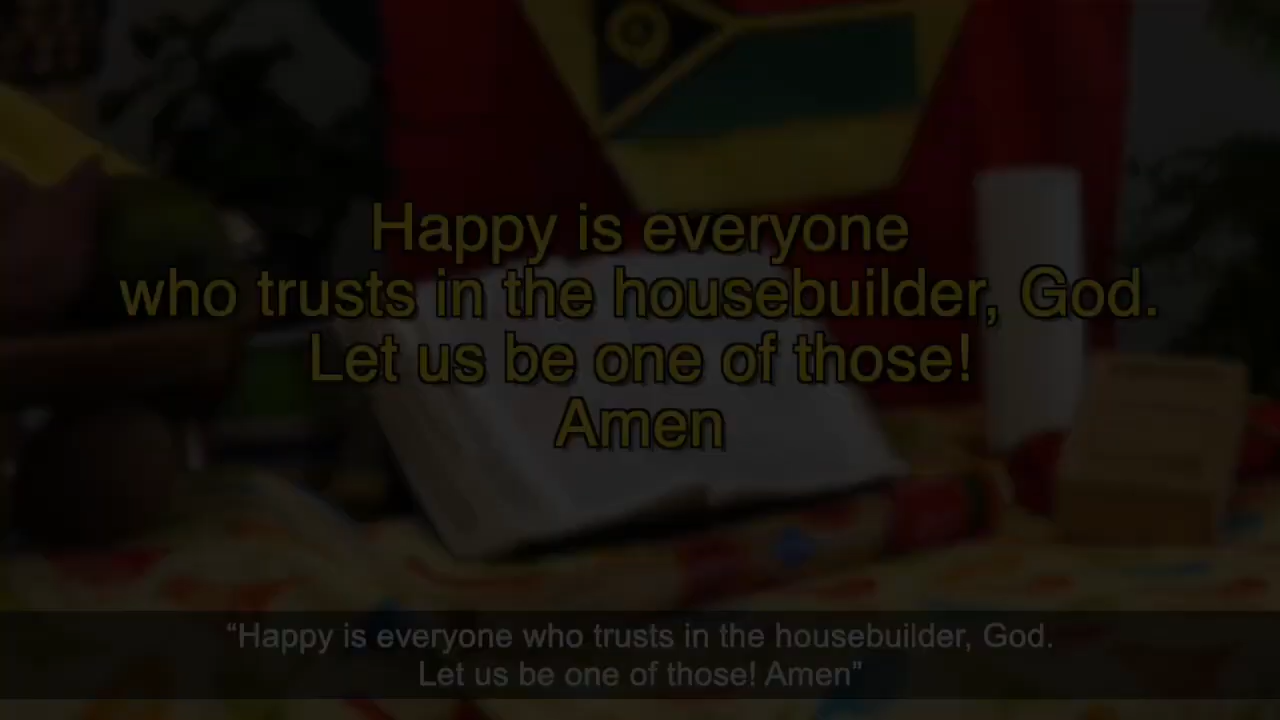 Happy is everyone
who trusts in the housebuilder, God.
Let us be one of those!
Amen
“Happy is everyone who trusts in the housebuilder, God.
Let us be one of those! Amen”